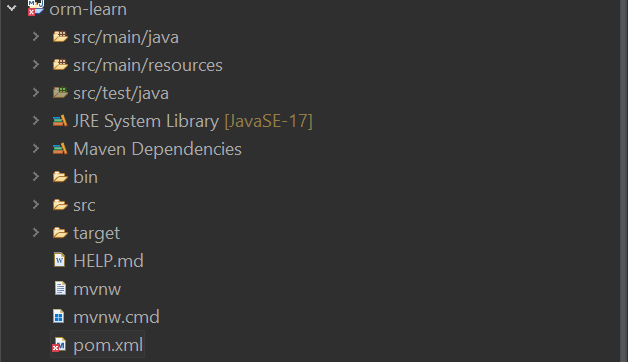 orm-learn
src/main/java
src/main/resources
src/test/java
JRE System Library [JavaSE-17]
Maven Dependencies
bin
src
target
HELP.md
mvnw
mvnw.cmd
pom.xml